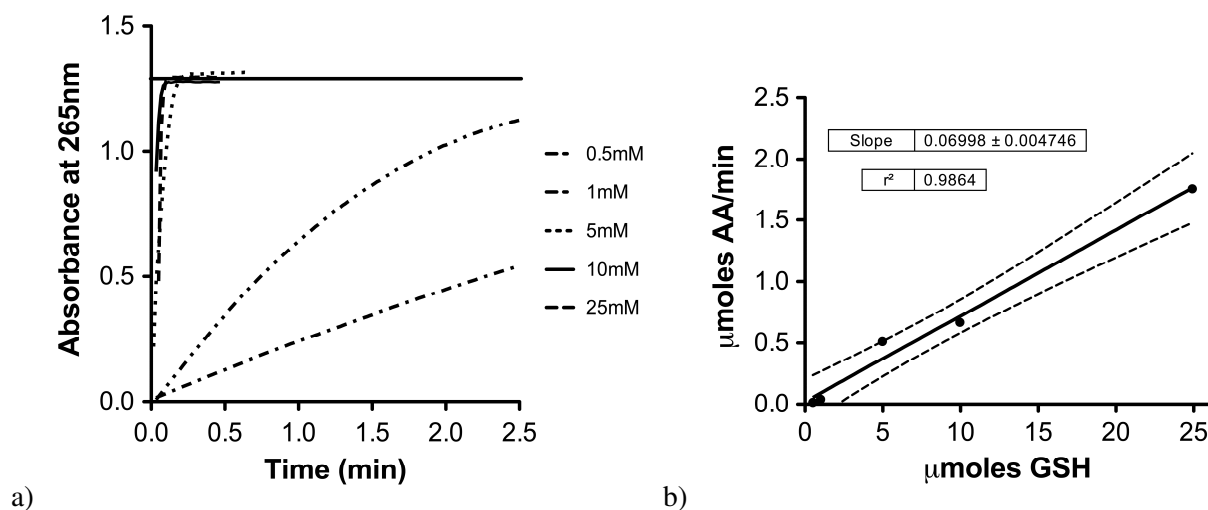 1.5
1.0
0.5
0.0
Absorbance at 265nm
0.0 0.5 1.0 1.5 2.0 2.5
Time (min)
0.5mM
1mM
5mM
10mM
25mM
a)
2.5
2.0
1.5
1.0
0.5
0.0
μmoles AA/min
Slope 0.06998 ± 0.004746
r² 0.9864
0 5 10 15 20 25
μmoles GSH
b)